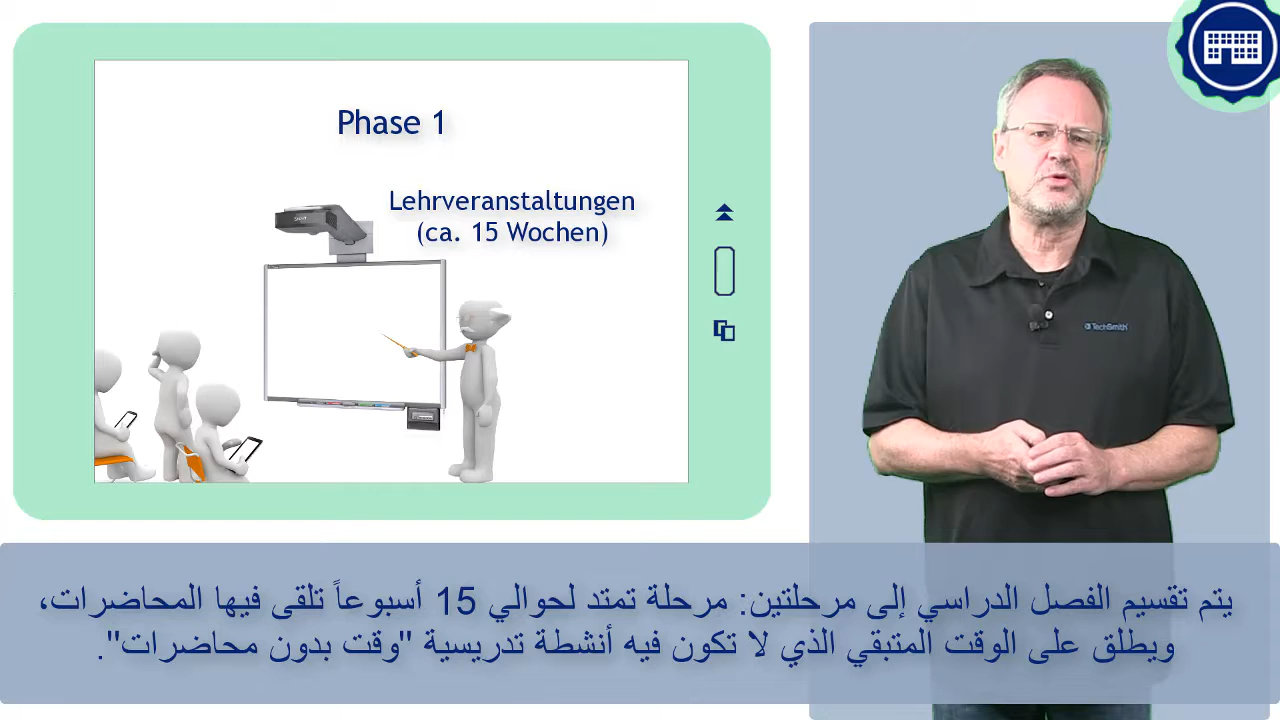 Phase 1
Lehrveranstaltungen
(ca. 15 Wochen)
TechSmith
يتم تقسيم الفصل الدراسي إلى مرحلتين: مرحلة تمتد لحوالي 15 أسبوعاً تلقى فيها المحاضرات،
ويطلق على الوقت المتبقي الذي لا تكون فيه أنشطة تدريسية "وقت بدون محاضرات".